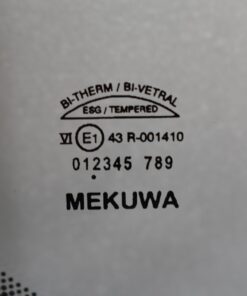 BI-THERM / BI-VETRAL
ESG / TEMPERED
VI E1 43 R-001410
012345 789
MEKUWA